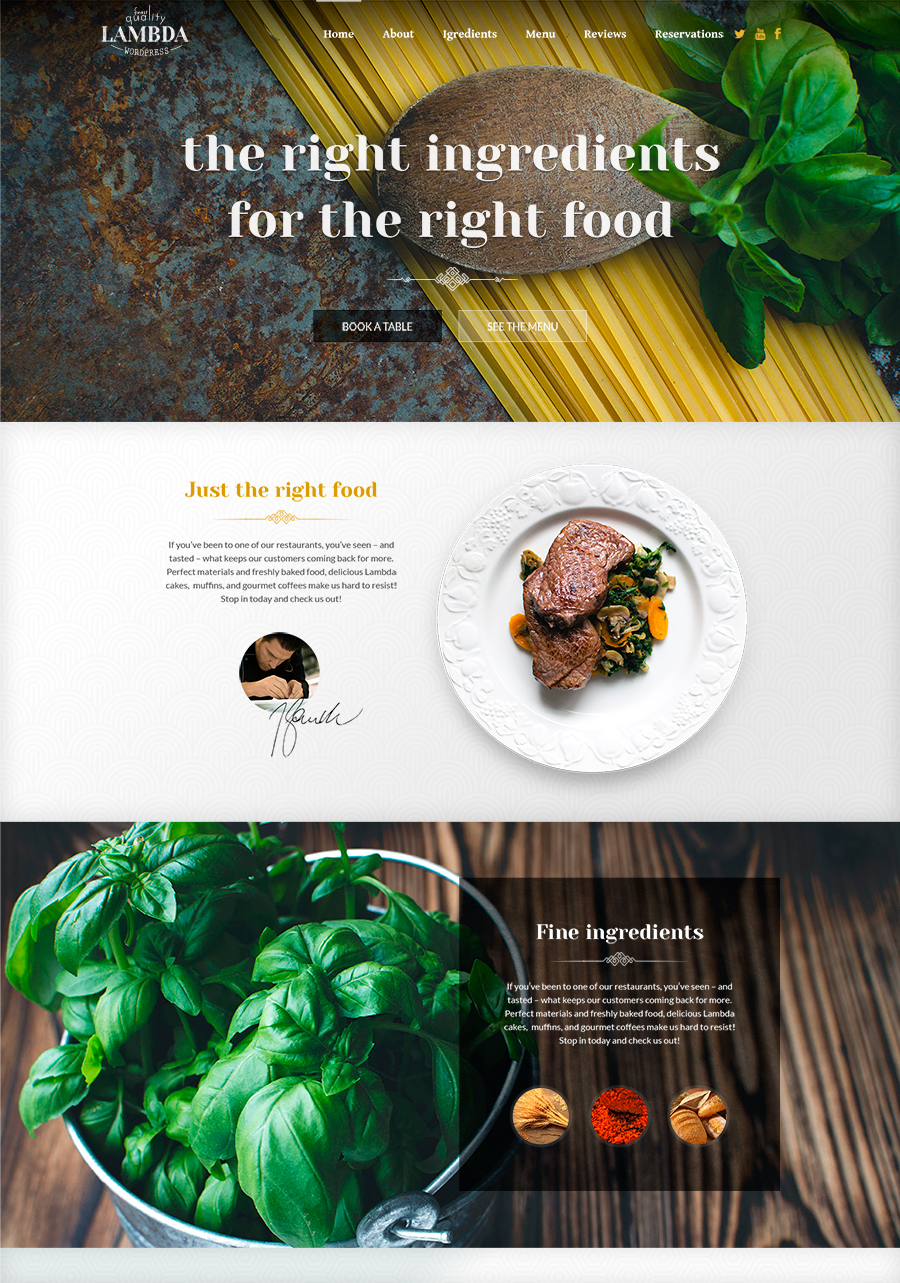 finest
quality
LAMBDA
WORDPRESS
Home About Igredients Menu Reviews Reservations
the right ingredients
for the right food
BOOK A TABLE SEE THE MENU
Just the right food
If you've been to one of our restaurants, you've seen – and
tasted – what keeps our customers coming back for more.
Perfect materials and freshly baked food, delicious Lambda
cakes, muffins, and gourmet coffees make us hard to resist!
Stop in today and check us out!
Fine ingredients
If you've been to one of our restaurants, you've seen – and
tasted – what keeps our customers coming back for more.
Perfect materials and freshly baked food, delicious Lambda
cakes, muffins, and gourmet coffees make us hard to resist!
Stop in today and check us out!